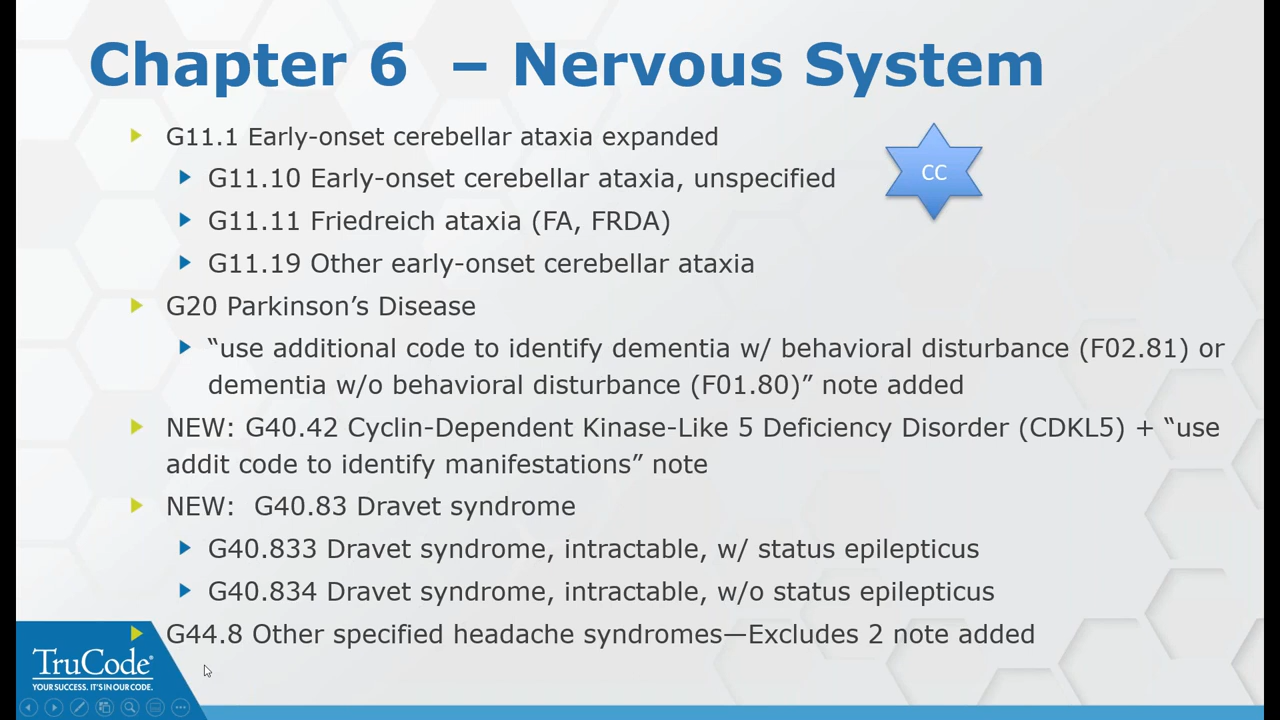 Chapter 6 – Nervous System
G11.1 Early-onset cerebellar ataxia expanded
CC
G11.10 Early-onset cerebellar ataxia, unspecified
G11.11 Friedreich ataxia (FA, FRDA)
G11.19 Other early-onset cerebellar ataxia
G20 Parkinson’s Disease
“use additional code to identify dementia w/ behavioral disturbance (F02.81) or
dementia w/o behavioral disturbance (F01.80)” note added
NEW: G40.42 Cyclin-Dependent Kinase-Like 5 Deficiency Disorder (CDKL5) + “use
addit code to identify manifestations” note
NEW:  G40.83 Dravet syndrome
G40.833 Dravet syndrome, intractable, w/ status epilepticus
G40.834 Dravet syndrome, intractable, w/o status epilepticus
G44.8 Other specified headache syndromes—Excludes 2 note added
TruCode®
YOUR SUCCESS. IT'S IN OUR CODE.